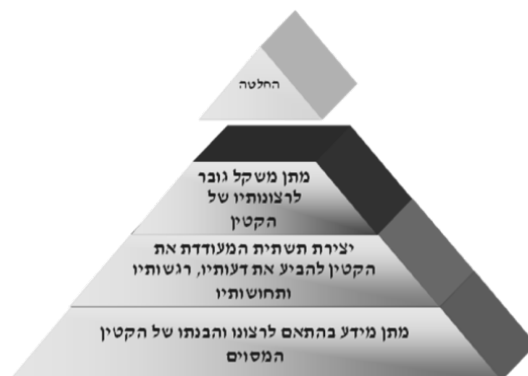 החלטה
מתן משקל גובר
לרצונותיו של
הקטין
יצירת תשתית המעודדת את
הקטין להביע את דעותיו, רגשותיו
ותחושותיו
מתן מידע בהתאם לרצונו והבנתו של הקטין
המסוים